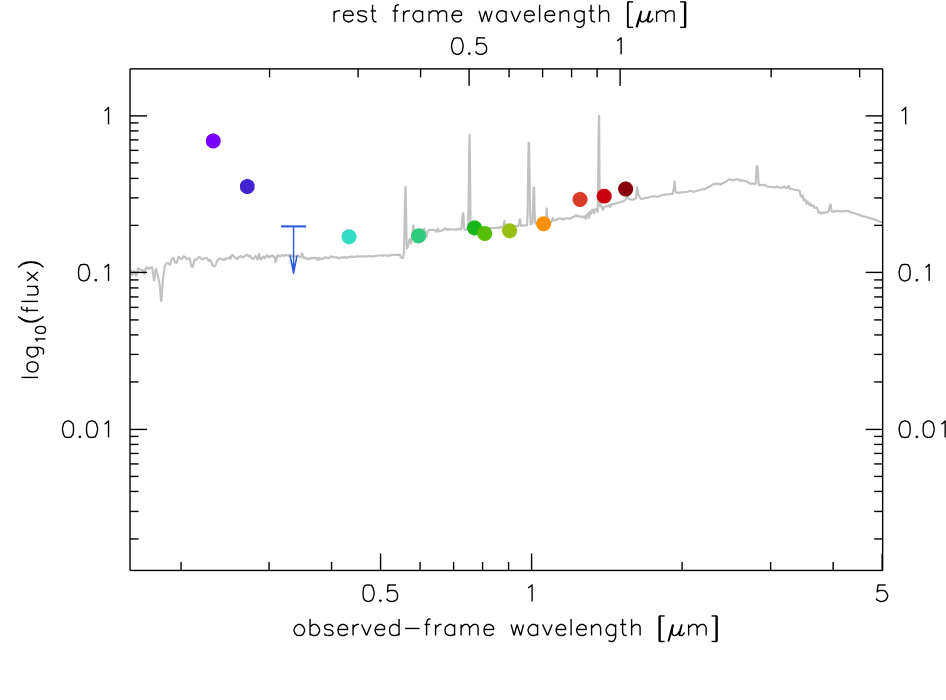 rest frame wavelength [μm]
0.5 1
1 1
0.1 0.1
0.01 0.01
log10(flux)
0.5 1 5
observed-frame wavelength [μm]